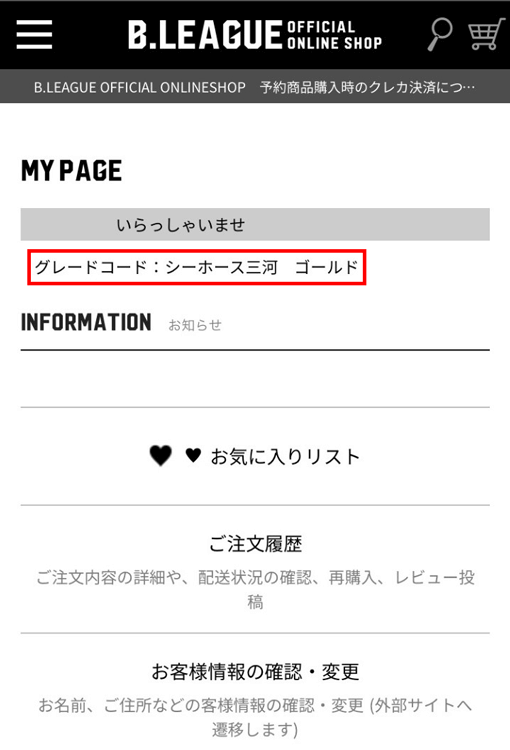 B.LEAGUE OFFICIAL ONLINE SHOP
B.LEAGUE OFFICIAL ONLINESHOP　予約商品購入時のクレカ決済につ…
MY PAGE
いらっしゃいませ
グレードコード：シーホース三河　ゴールド
INFORMATION お知らせ
♥ ♥ お気に入りリスト
ご注文履歴
ご注文内容の詳細や、配送状況の確認、再購入、レビュー投
稿
お客様情報の確認・変更
お名前、ご住所などの客様情報の確認・変更 (外部サイトへ
遷移します)